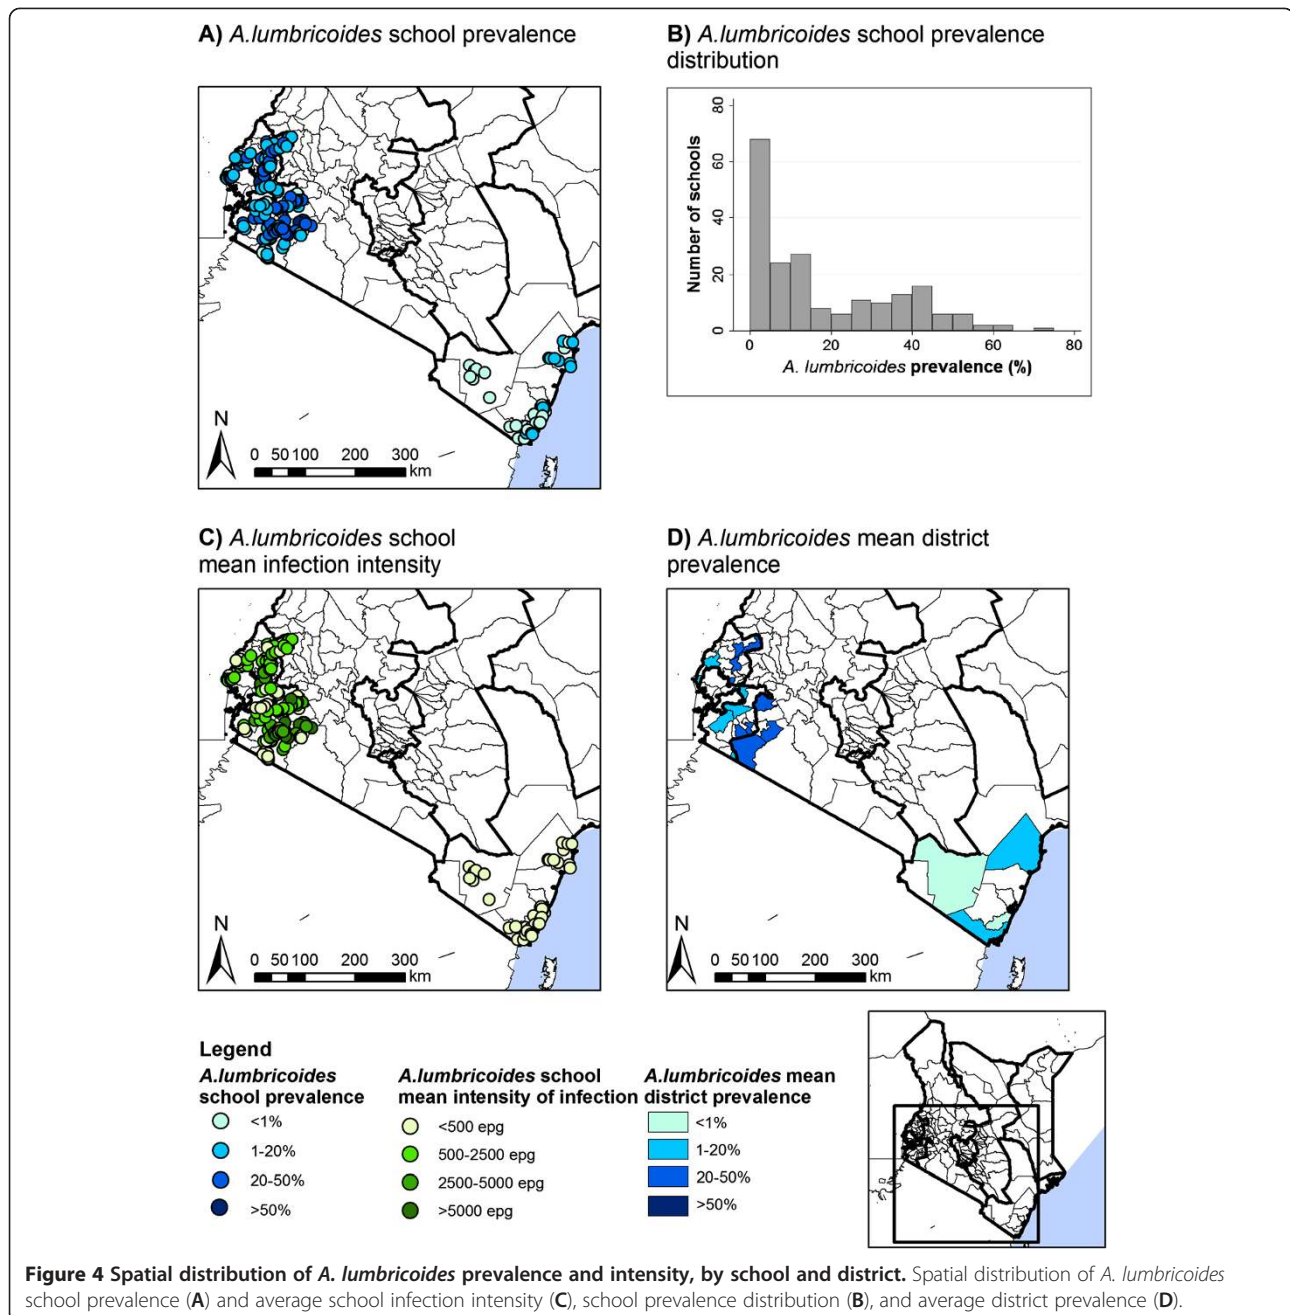 A) A.lumbricoides school prevalence
N
0 50 100 200 300
km
B) A.lumbricoides school prevalence
distribution
Number of schools
80
60
40
20
0
0 20 40 60 80
A. lumbricoides prevalence (%)
C) A.lumbricoides school
mean infection intensity
N
0 50 100 200 300
km
D) A.lumbricoides mean district
prevalence
N
0 50 100 200 300
km
Legend
A.lumbricoides
school prevalence
<1%
1-20%
20-50%
>50%
A.lumbricoides school
mean intensity of infection
<500 epg
500-2500 epg
2500-5000 epg
>5000 epg
A.lumbricoides mean
district prevalence
<1%
1-20%
20-50%
>50%
Figure 4 Spatial distribution of A. lumbricoides prevalence and intensity, by school and district. Spatial distribution of A. lumbricoides
school prevalence (A) and average school infection intensity (C), school prevalence distribution (B), and average district prevalence (D).